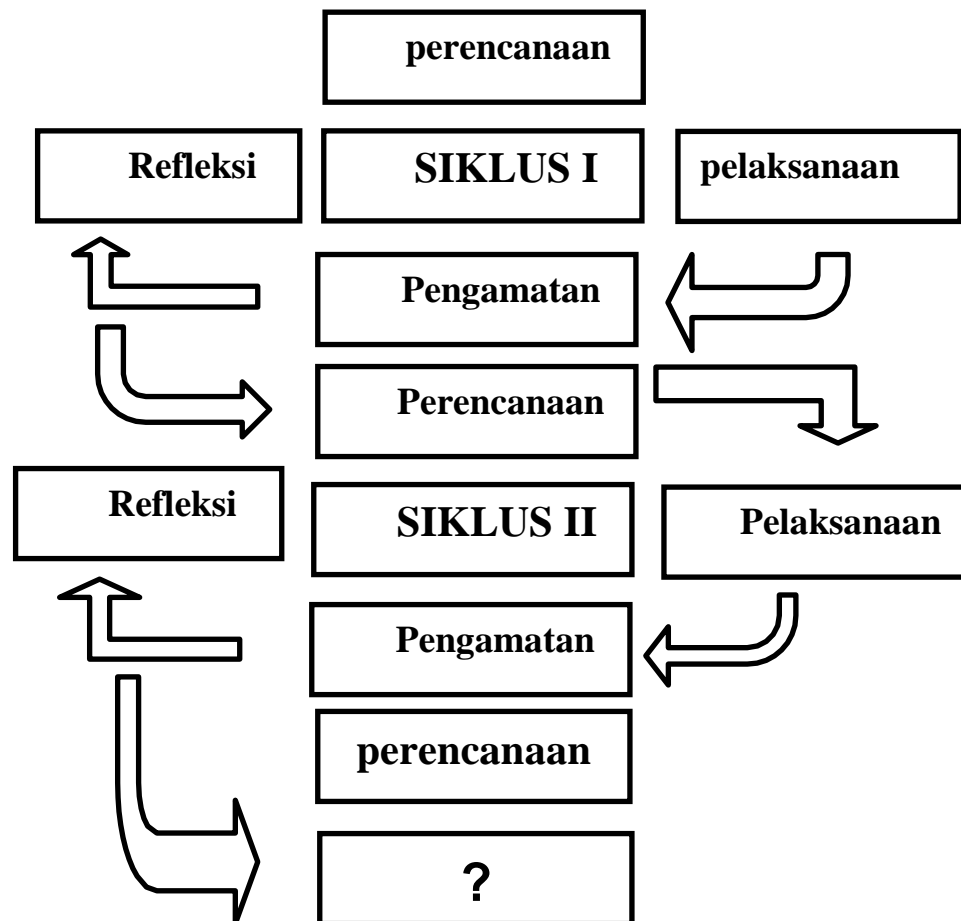 perencanaan
Refleksi
SIKLUS I
pelaksanaan
Pengamatan
Perencanaan
Refleksi
SIKLUS II
Pelaksanaan
Pengamatan
perencanaan
?